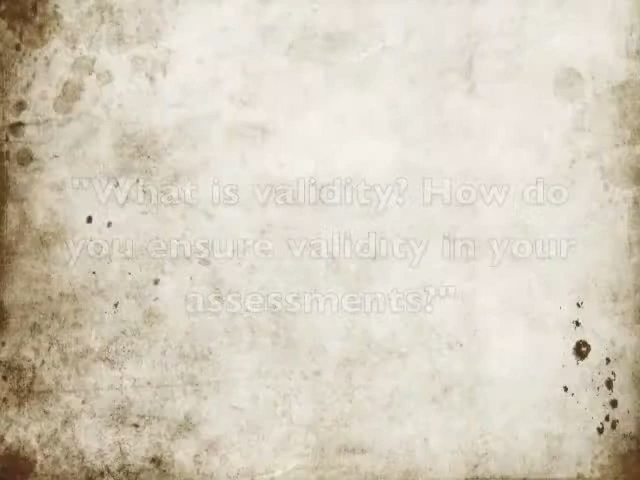 "What is validity? How do
you ensure validity in your
assessments?"